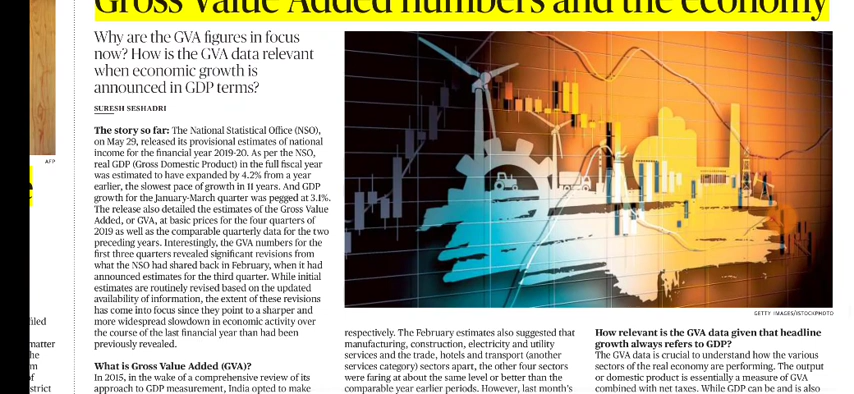 Gross Value Added numbers and the economy
Why are the GVA figures in focus
now? How is the GVA data relevant
when economic growth is
announced in GDP terms?
SURESH SESHADRI
The story so far: The National Statistical Office (NSO),
on May 29, released its provisional estimates of national
income for the financial year 2019-20. As per the NSO,
real GDP (Gross Domestic Product) in the full fiscal year
was estimated to have expanded by 4.2% from a year
earlier, the slowest pace of growth in 11 years. And GDP
growth for the January-March quarter was pegged at 3.1%.
The release also detailed the estimates of the Gross Value
Added, or GVA, at basic prices for the four quarters of
2019 as well as the comparable quarterly data for the two
preceding years. Interestingly, the GVA numbers for the
first three quarters revealed significant revisions from
what the NSO had shared back in February, when it had
announced estimates for the third quarter. While initial
estimates are routinely revised based on the updated
availability of information, the extent of these revisions
has come into focus since they point to a sharper and
more widespread slowdown in economic activity over
the course of the last financial year than had been
previously revealed.
What is Gross Value Added (GVA)?
In 2015, in the wake of a comprehensive review of its
approach to GDP measurement, India opted to make
GETTY IMAGES/ISTOCKPHOTO
respectively. The February estimates also suggested that
manufacturing, construction, electricity and utility
services and the trade, hotels and transport (another
services category) sectors apart, the other four sectors
were faring at about the same level or better than the
comparable year earlier periods. However, last month's
How relevant is the GVA data given that headline
growth always refers to GDP?
The GVA data is crucial to understand how the various
sectors of the real economy are performing. The output
or domestic product is essentially a measure of GVA
combined with net taxes. While GDP can be and is also
AFP
matter